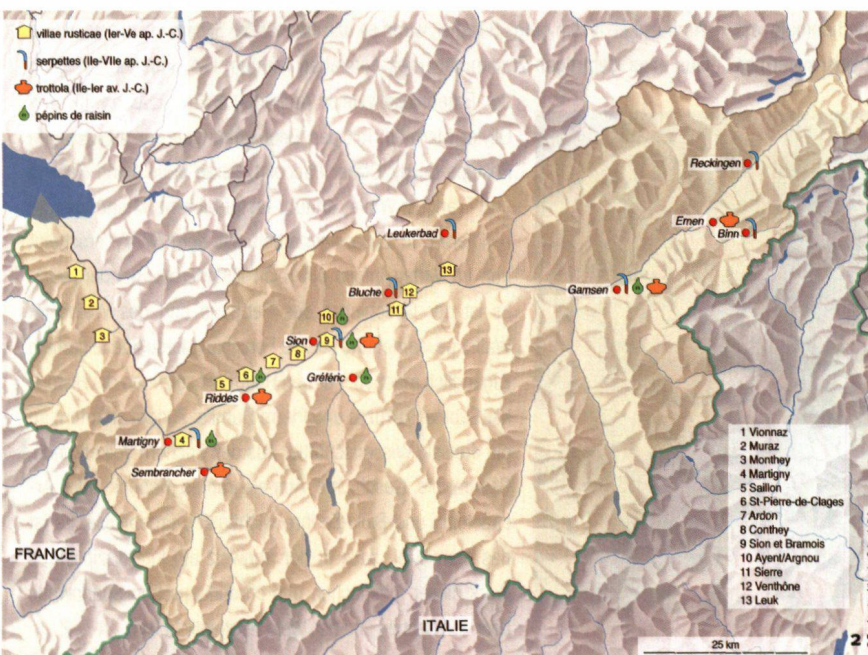 villae rusticae (Ier-Ve ap. J.-C.)
serpettes (IIe-VIIe ap. J.-C.)
trottola (IIe-Ier av. J.-C.)
pépins de raisin
Reckingen
Ernen
Binn
Leukerbad
13
1
Bluche
12
Gamsen
2
11
10
3
Sion
9
8
7
6
Gréféric
5
Riddes
Martigny
4
Sembrancher
1 Vionnaz
2 Muraz
3 Monthey
4 Martigny
5 Saillon
6 St-Pierre-de-Clages
7 Ardon
8 Conthey
9 Sion et Bramois
10 Ayent/Argnou
11 Sierre
12 Venthône
13 Leuk
FRANCE
ITALIE
25 km
2